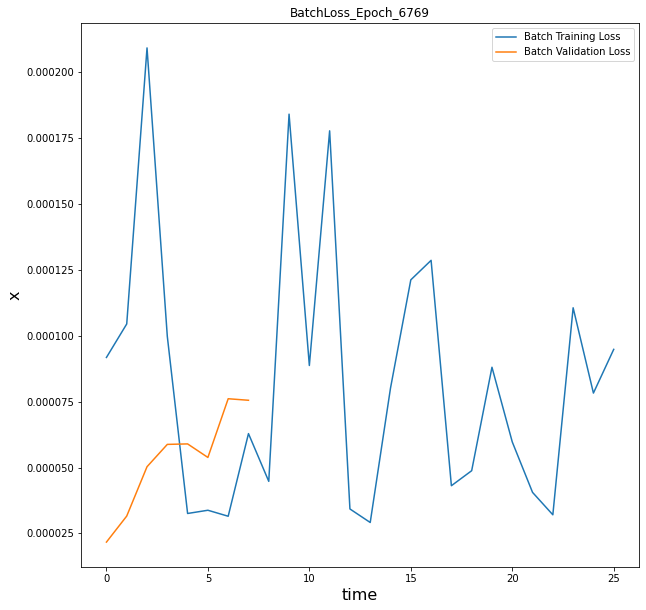 BatchLoss_Epoch_6769
Batch Training Loss
Batch Validation Loss
0.000200
0.000175
0.000150
0.000125
0.000100
0.000075
0.000050
0.000025
x
0
5
10
15
20
25
time